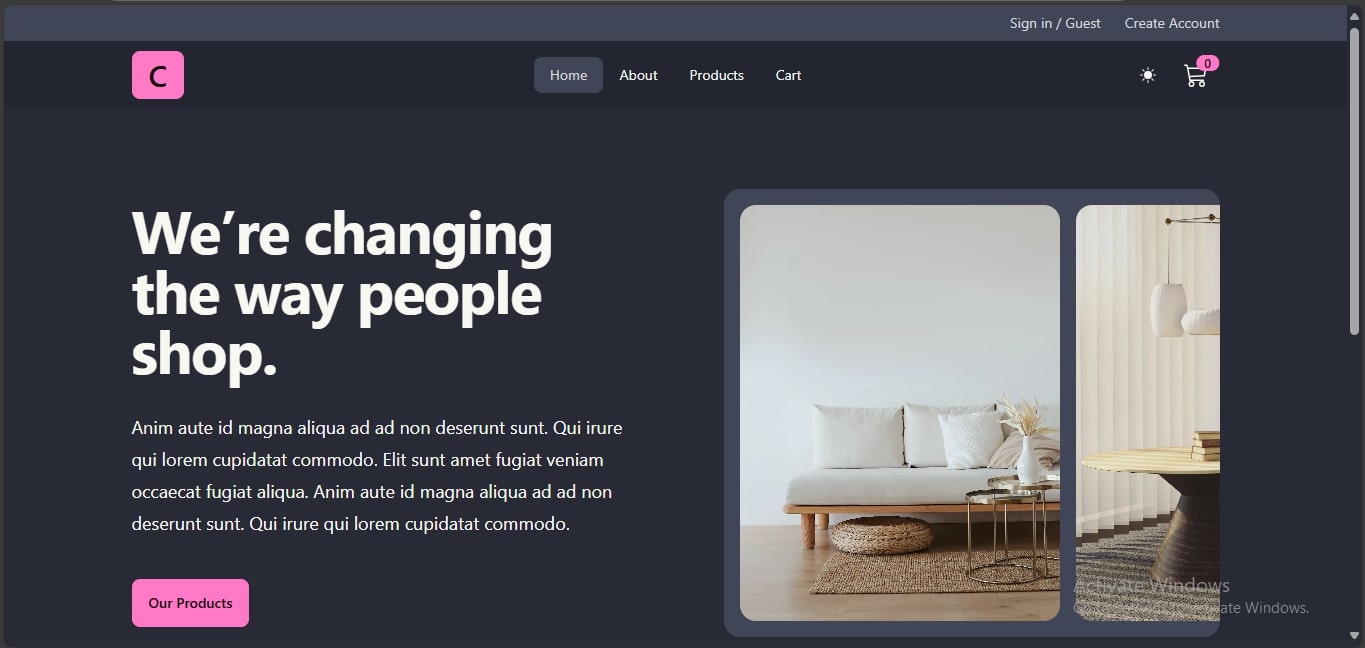 Sign in / Guest Create Account
C Home About Products Cart 0
We’re changing
the way people
shop.
Anim aute id magna aliqua ad ad non deserunt sunt. Qui irure
qui lorem cupidatat commodo. Elit sunt amet fugiat veniam
occaecat fugiat aliqua. Anim aute id magna aliqua ad ad non
deserunt sunt. Qui irure qui lorem cupidatat commodo.
Our Products
Activate Windows
Windows.